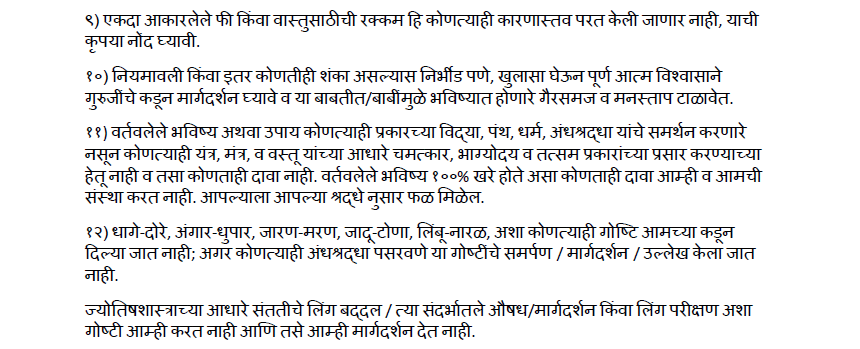 ९) एकदा आकारलेले फी किंवा वास्तुसाठीची रक्कम हि कोणत्याही कारणास्तव परत केली जाणार नाही, याची
कृपया नोंद घ्यावी.
१०) नियमावली किंवा इतर कोणतीही शंका असल्यास निर्भीड पणे, खुलासा घेऊन पूर्ण आत्म विश्वासाने
गुरुजींचे कडून मार्गदर्शन घ्यावे व या बाबतीत/बाबींमुळे भविष्यात होणारे गैरसमज व मनस्ताप टाळावेत.
११) वर्तवलेले भविष्य अथवा उपाय कोणत्याही प्रकारच्या विद्या, पंथ, धर्म, अंधश्रद्धा यांचे समर्थन करणारे
नसून कोणत्याही यंत्र, मंत्र, व वस्तू यांच्या आधारे चमत्कार, भाग्योदय व तत्सम प्रकारांच्या प्रसार करण्याच्या
हेतू नाही व तसा कोणताही दावा नाही. वर्तवलेले भविष्य १००% खरे होते असा कोणताही दावा आम्ही व आमची
संस्था करत नाही. आपल्याला आपल्या श्रद्धे नुसार फळ मिळेल.
१२) धागे-दोरे, अंगार-धुपार, जारण-मरण, जादू-टोणा, लिंबू-नारळ, अशा कोणत्याही गोष्टि आमच्या कडून
दिल्या जात नाही; अगर कोणत्याही अंधश्रद्धा पसरवणे या गोष्टींचे समर्पण / मार्गदर्शन / उल्लेख केला जात
नाही.
ज्योतिषशास्त्राच्या आधारे संततीचे लिंग बद्दल / त्या संदर्भातले औषध/मार्गदर्शन किंवा लिंग परीक्षण अशा
गोष्टी आम्ही करत नाही आणि तसे आम्ही मार्गदर्शन देत नाही.